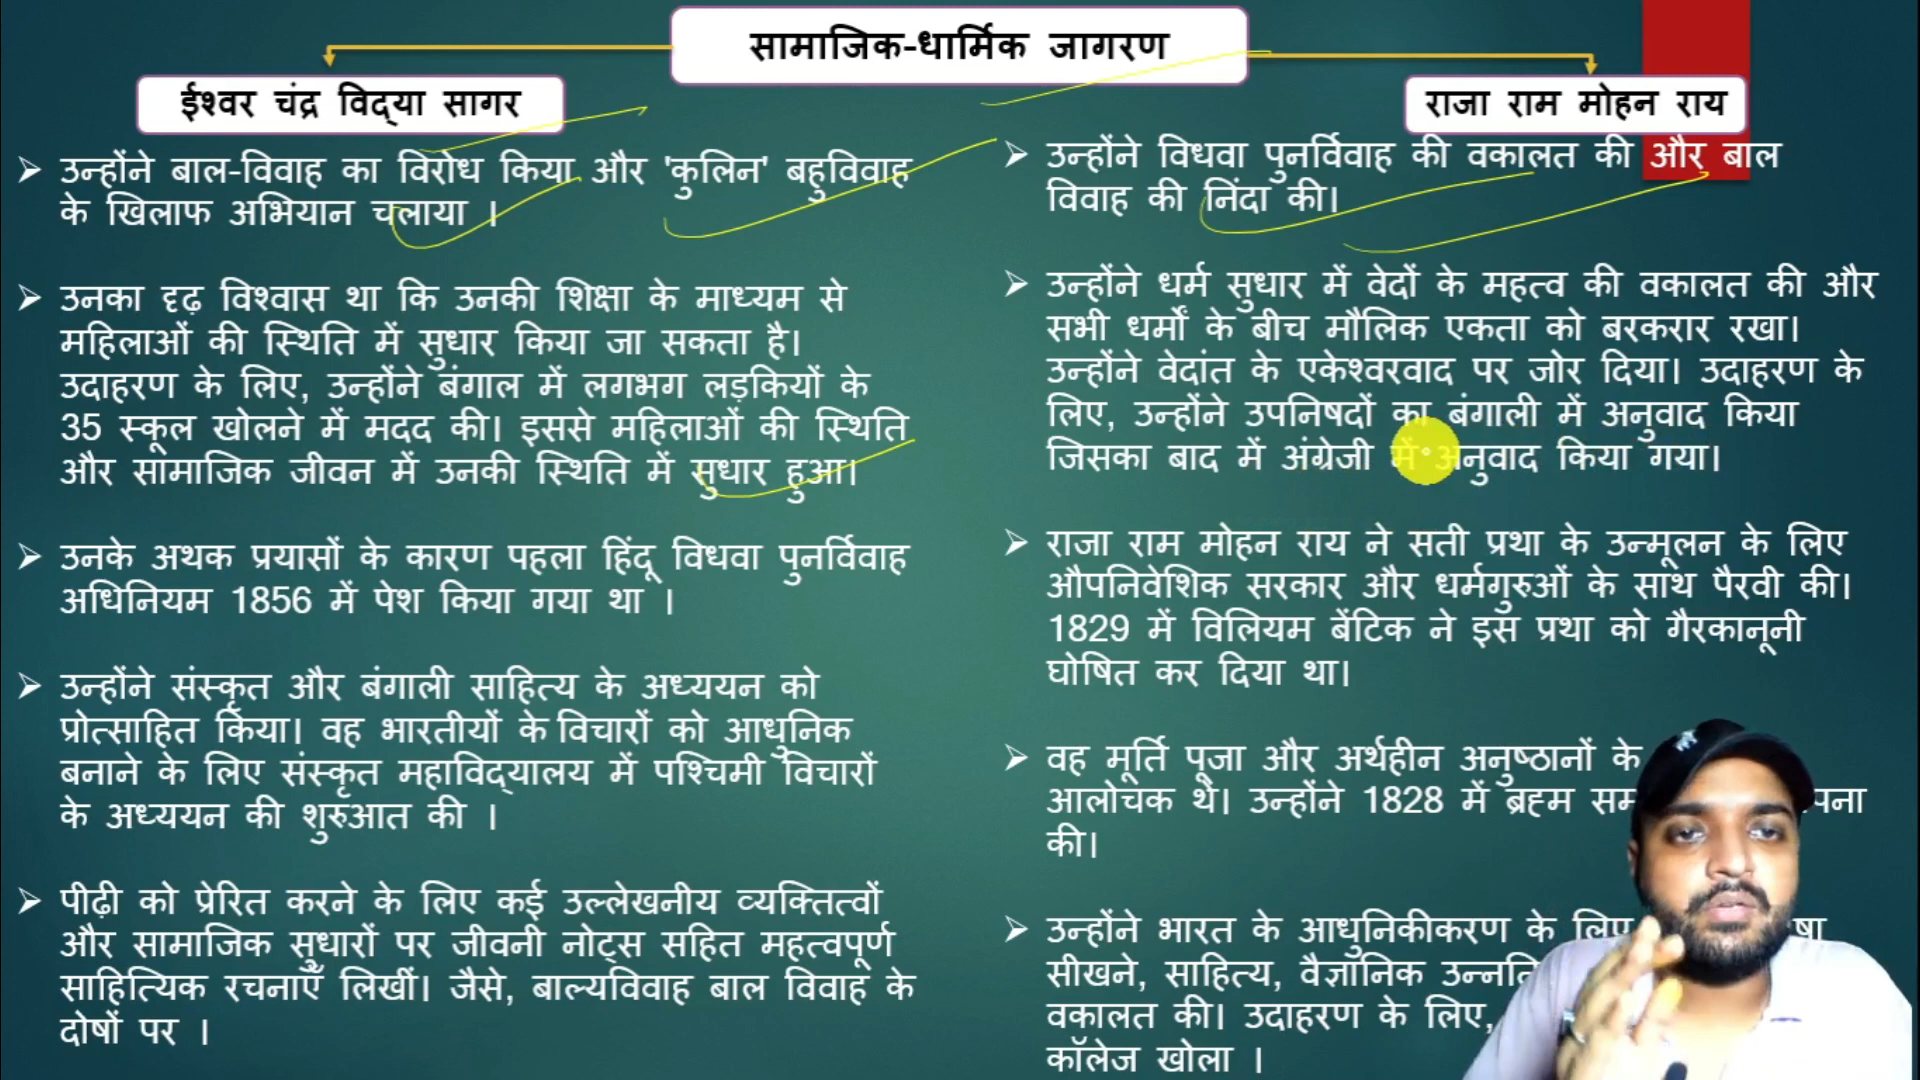 सामाजिक-धार्मिक जागरण
ईश्वर चंद्र विद्या सागर
उन्होंने बाल-विवाह का विरोध किया और 'कुलिन' बहुविवाह
के खिलाफ अभियान चलाया ।
उनका दृढ़ विश्वास था कि उनकी शिक्षा के माध्यम से
महिलाओं की स्थिति में सुधार किया जा सकता है।
उदाहरण के लिए, उन्होंने बंगाल में लगभग लड़कियों के
35 स्कूल खोलने में मदद की। इससे महिलाओं की स्थिति
और सामाजिक जीवन में उनकी स्थिति में सुधार हुआ।
उनके अथक प्रयासों के कारण पहला हिंदू विधवा पुनर्विवाह
अधिनियम 1856 में पेश किया गया था ।
उन्होंने संस्कृत और बंगाली साहित्य के अध्ययन को
प्रोत्साहित किया। वह भारतीयों के विचारों को आधुनिक
बनाने के लिए संस्कृत महाविद्यालय में पश्चिमी विचारों
के अध्ययन की शुरुआत की ।
पीढ़ी को प्रेरित करने के लिए कई उल्लेखनीय व्यक्तित्वों
और सामाजिक सुधारों पर जीवनी नोट्स सहित महत्वपूर्ण
साहित्यिक रचनाएँ लिखीं। जैसे, बाल्यविवाह बाल विवाह के
दोषों पर ।
राजा राम मोहन राय
उन्होंने विधवा पुनर्विवाह की वकालत की और बाल
विवाह की निंदा की।
उन्होंने धर्म सुधार में वेदों के महत्व की वकालत की और
सभी धर्मों के बीच मौलिक एकता को बरकरार रखा।
उन्होंने वेदांत के एकेश्वरवाद पर जोर दिया। उदाहरण के
लिए, उन्होंने उपनिषदों का बंगाली में अनुवाद किया
जिसका बाद में अंग्रेजी में अनुवाद किया गया।
राजा राम मोहन राय ने सती प्रथा के उन्मूलन के लिए
औपनिवेशिक सरकार और धर्मगुरुओं के साथ पैरवी की।
1829 में विलियम बेंटिक ने इस प्रथा को गैरकानूनी
घोषित कर दिया था।
वह मूर्ति पूजा और अर्थहीन अनुष्ठानों के
आलोचक थे। उन्होंने 1828 में ब्रह्म
की।
उन्होंने भारत के आधुनिकीकरण के लिए
सीखने, साहित्य, वैज्ञानिक
वकालत की। उदाहरण के लिए,
कॉलेज खोला ।